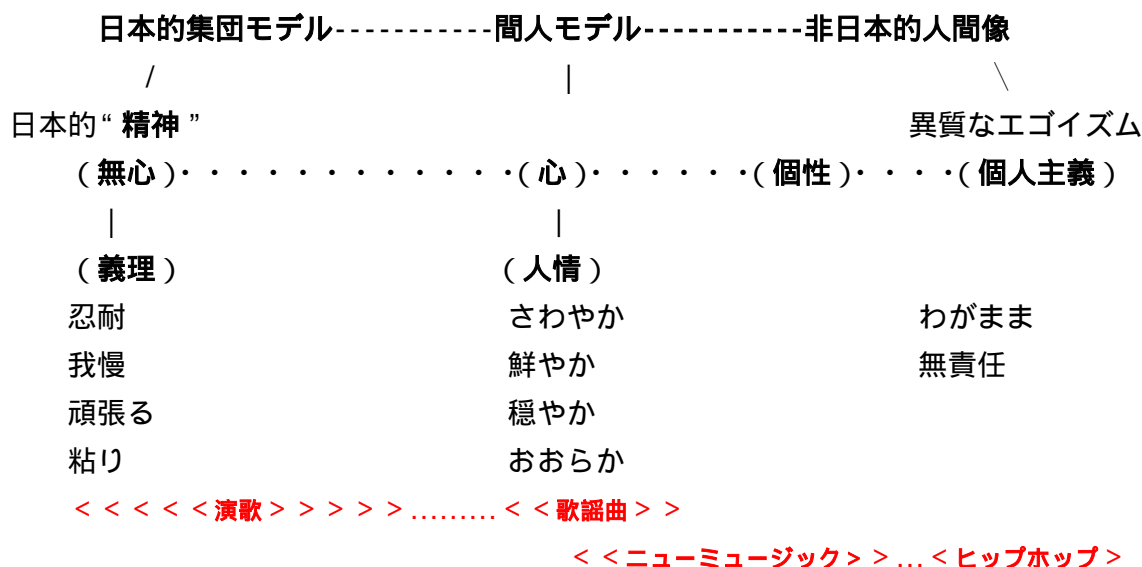 日本的集団モデル-----------間人モデル-----------非日本的人間像
/ | \
日本的“精神” 異質なエゴイズム
(無心)・・・・・・・・・・・・(心)・・・・・・(個性)・・・・(個人主義)
| |
(義理) (人情)
忍耐 さわやか わがまま
我慢 鮮やか 無責任
頑張る 穏やか
粘り おおらか
<<<<<演歌>>>>>.........<<歌謡曲>>
<<ニューミュージック>>...<ヒップホップ>